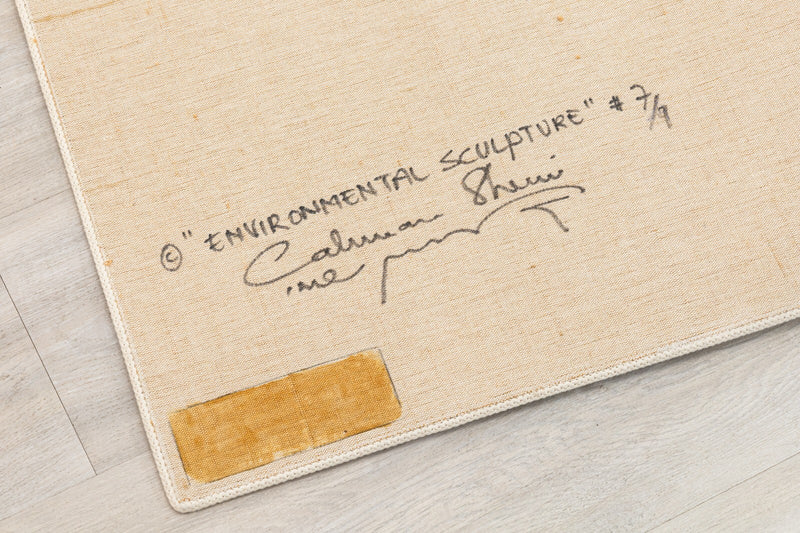 © "ENVIRONMENTAL SCULPTURE" # 7/9
Calman Shemi